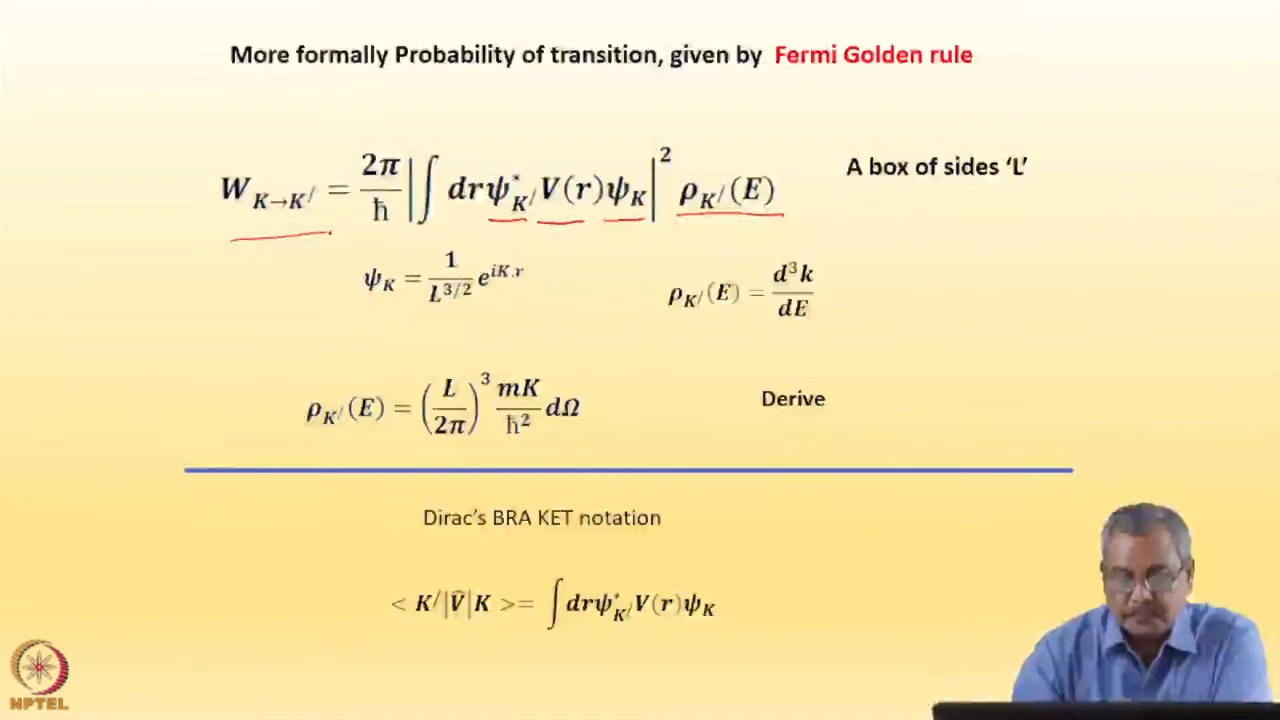 More formally Probability of transition, given by Fermi Golden rule
W_{K→K/} = 2π/ħ |∫ drψ*_{K/} V(r)ψ_K|² ρ_{K/}(E)
A box of sides ‘L’
ψ_K = 1/L^{3/2} e^{iK.r}
ρ_{K/}(E) = d³k/dE
ρ_{K/}(E) = (L/2π)³ mK/ħ² dΩ
Derive
Dirac’s BRA KET notation
< K/|V̂|K >= ∫ drψ*_{K/} V(r)ψ_K
NPTEL